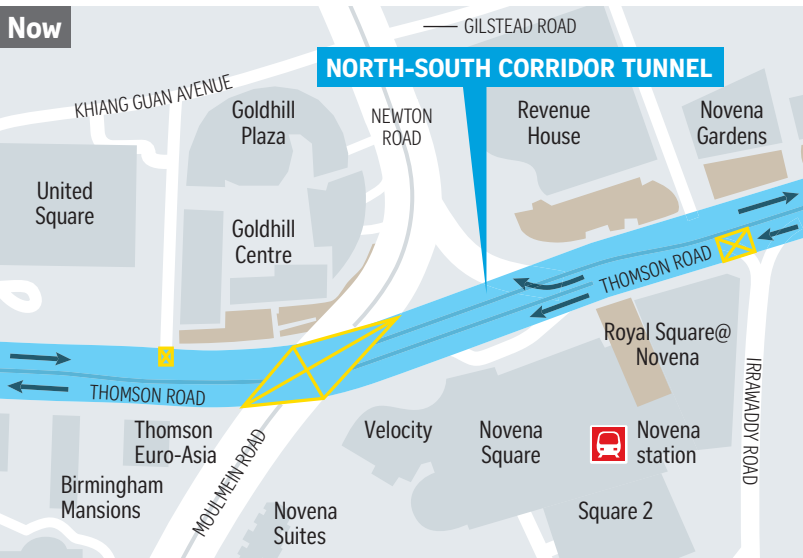 Now
GILSTEAD ROAD
NORTH-SOUTH CORRIDOR TUNNEL
KHIANG GUAN AVENUE
Goldhill
Plaza
NEWTON
ROAD
Revenue
House
Novena
Gardens
United
Square
Goldhill
Centre
THOMSON ROAD
Royal Square@
Novena
IRRAWADDY ROAD
THOMSON ROAD
Thomson
Euro-Asia
MOULMEIN ROAD
Velocity
Novena
Square
Novena
station
Birmingham
Mansions
Novena
Suites
Square 2